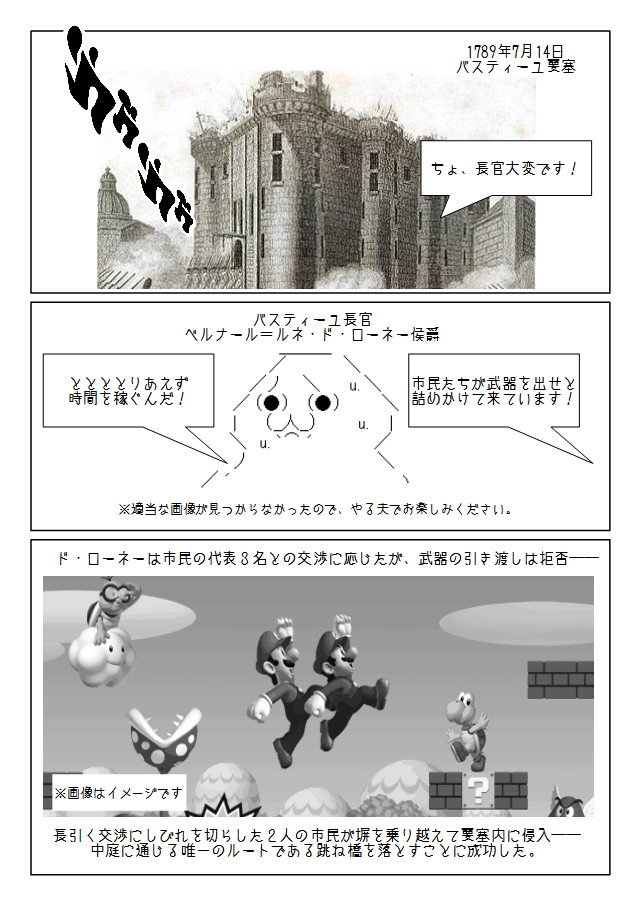 ゴゴゴゴ
1789年7月14日
バスティーユ要塞
ちょ、長官大変です！
バスティーユ長官
ベルナール＝ルネ・ド・ローネー侯爵
市民たちが武器を出せと
詰めかけて来ています！
とととととりあえず
時間を稼ぐんだ！
u.
u.
u.
※適当な画像が見つからなかったので、やる夫でお楽しみください。
ド・ローネーは市民の代表３名との交渉に応じたが、武器の引き渡しは拒否――
?
※画像はイメージです
長引く交渉にしびれを切らした２人の市民が塀を乗り越えて要塞内に侵入――
中庭に通じる唯一のルートである跳ね橋を落とすことに成功した。